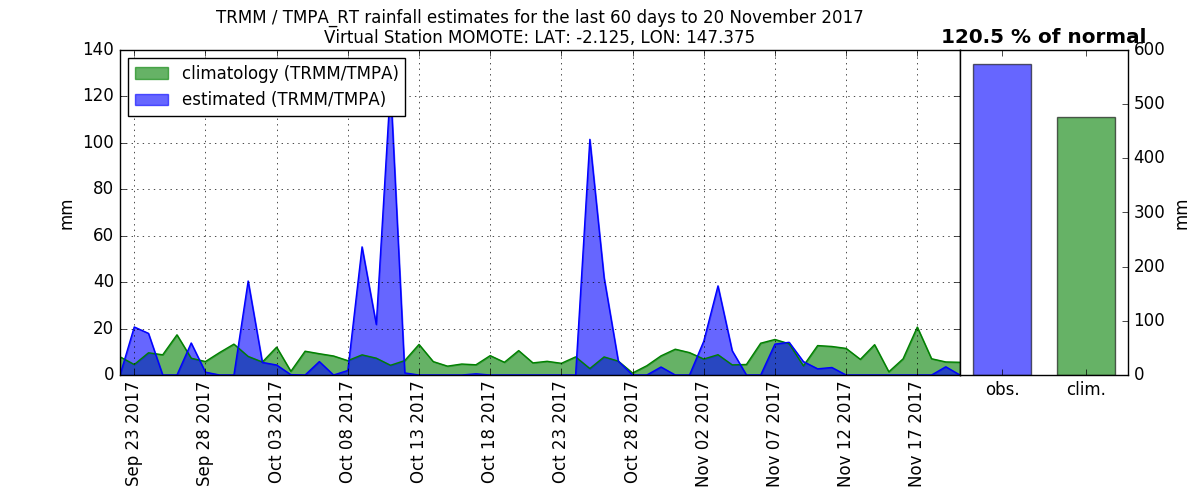 TRMM / TMPA_RT rainfall estimates for the last 60 days to 20 November 2017
Virtual Station MOMOTE: LAT: -2.125, LON: 147.375
120.5 % of normal
climatology (TRMM/TMPA)
estimated (TRMM/TMPA)
140
120
100
80
60
40
20
0
mm
Sep 23 2017
Sep 28 2017
Oct 03 2017
Oct 08 2017
Oct 13 2017
Oct 18 2017
Oct 23 2017
Oct 28 2017
Nov 02 2017
Nov 07 2017
Nov 12 2017
Nov 17 2017
600
500
400
300
200
100
0
mm
obs.
clim.